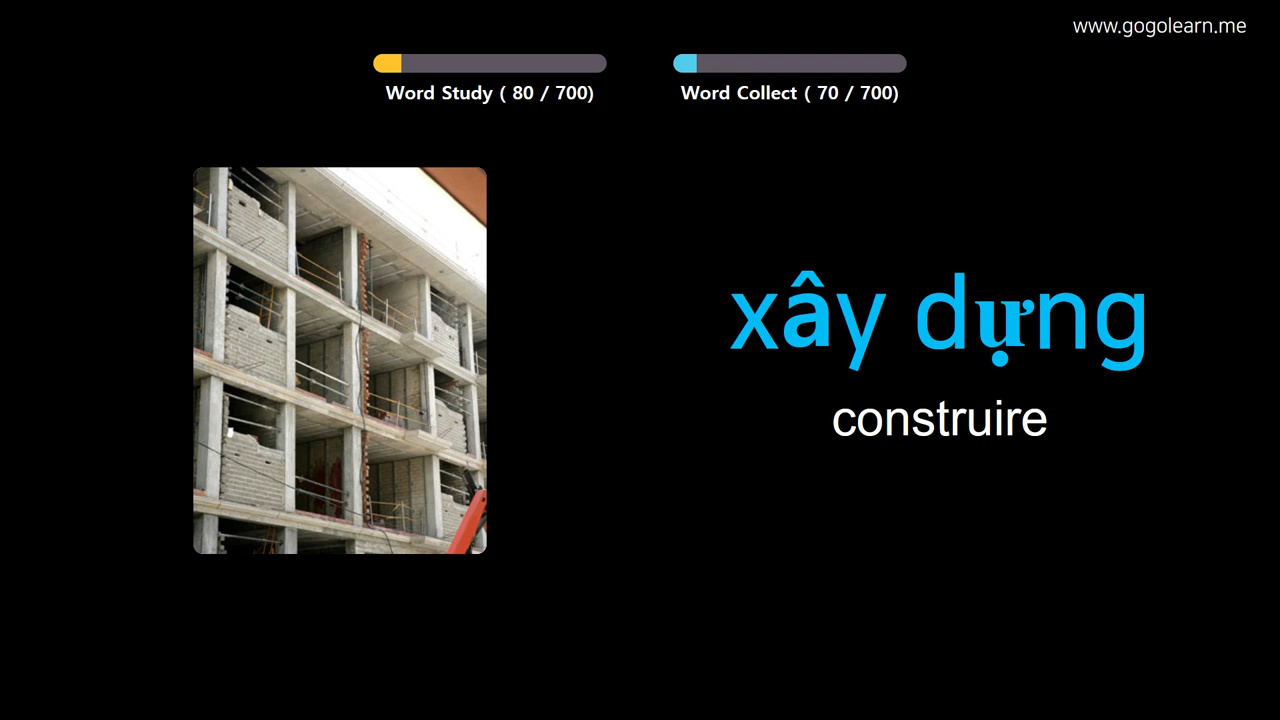 www.gogolearn.me
Word Study ( 80 / 700)
Word Collect ( 70 / 700)
xây dựng
construire